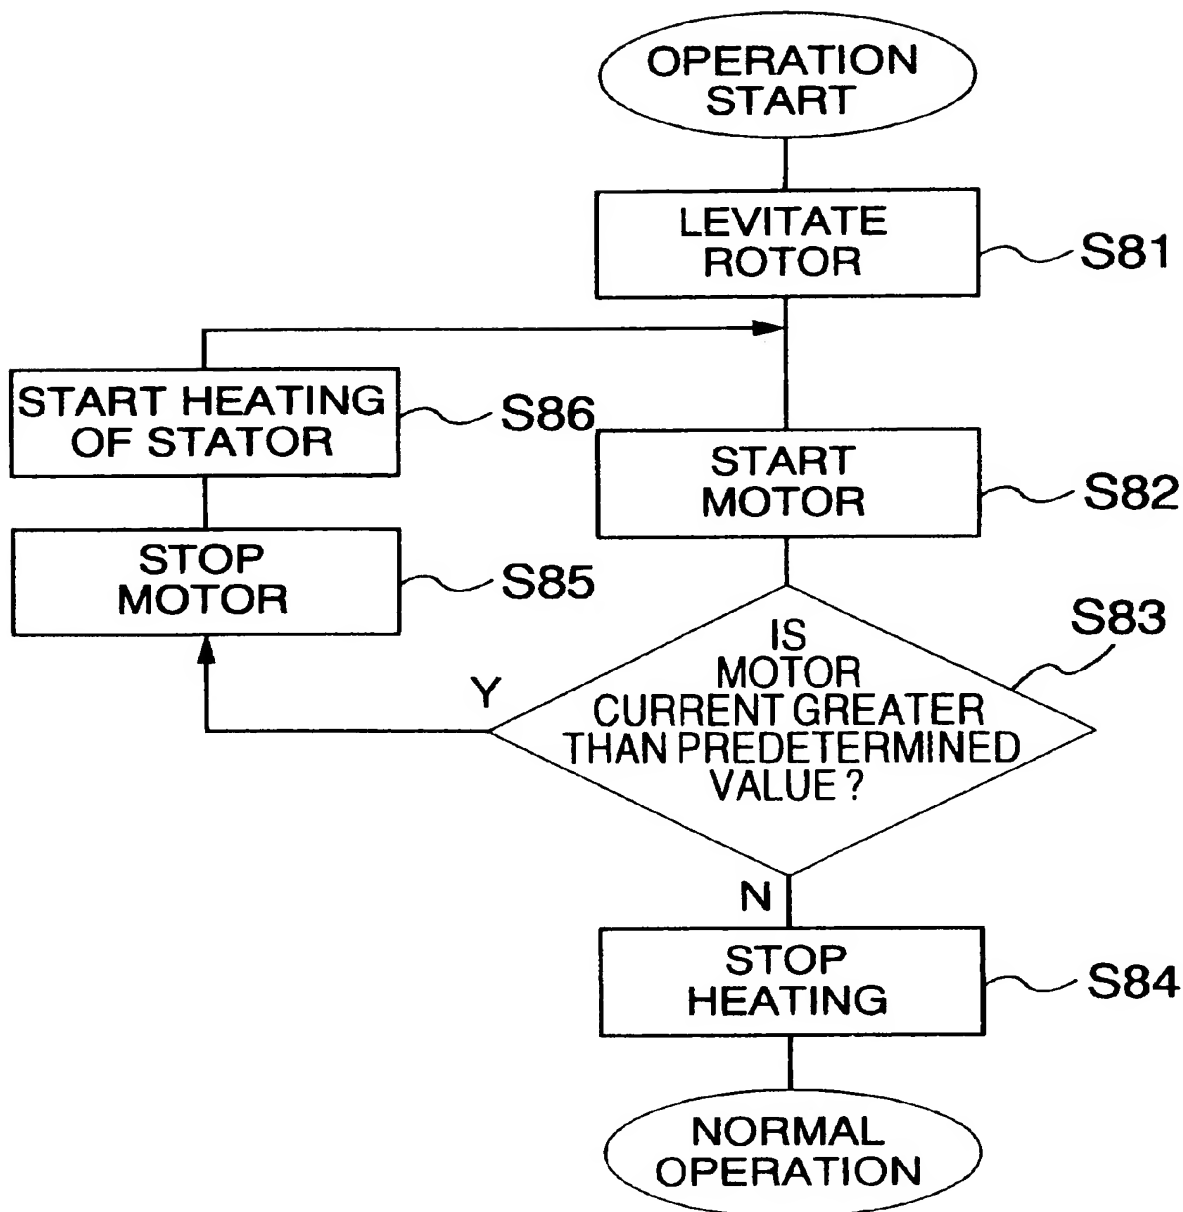 OPERATION
START
LEVITATE
ROTOR
S81
START HEATING
OF STATOR
S86
START
MOTOR
S82
STOP
MOTOR
S85
IS
MOTOR
CURRENT GREATER
THAN PREDETERMINED
VALUE?
S83
Y
N
STOP
HEATING
S84
NORMAL
OPERATION